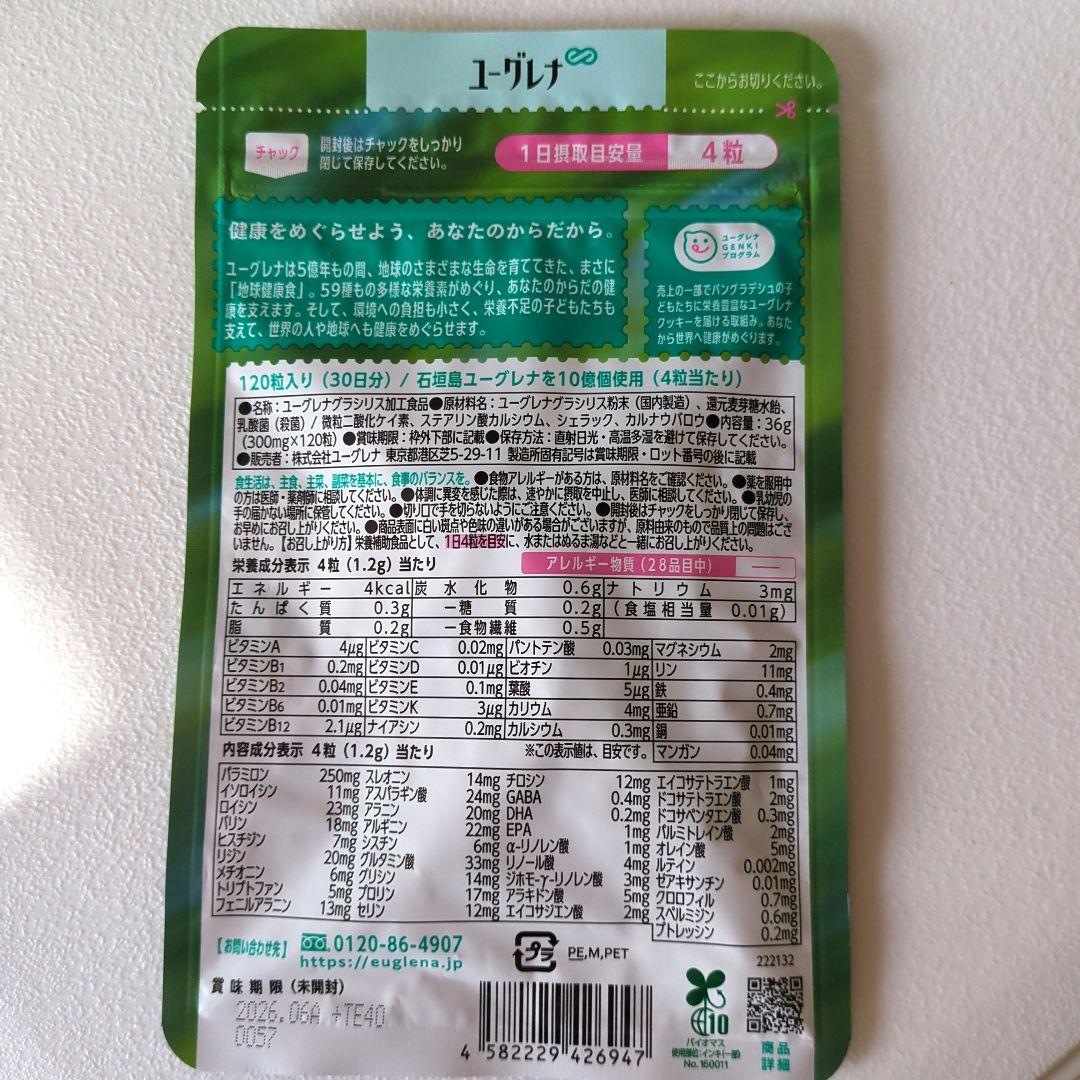 ユーグレナ
ここからお切りください。
チャック
開封後はチャックをしっかり
閉じて保存してください。
1日摂取目安量 4粒
健康をめぐらせよう、あなたのからだから。
ユーグレナは5億年もの間、地球のさまざまな生命を育ててきた、まさに
「地球健康食」。59種もの多様な栄養素がめぐり、あなたのからだの健
康を支えます。そして、環境への負担も小さく、栄養不足の子どもたちも
支えて、世界の人や地球へも健康をめぐらせます。
ユーグレナ
GENKI
プログラム
売上の一部でバングラデシュの子
どもたちに栄養豊富なユーグレナ
クッキーを届ける取組み。あなた
から世界へ健康がめぐります。
120粒入り(30日分)/ 石垣島ユーグレナを10億個使用(4粒当たり)
●名称:ユーグレナグラシリス加工食品●原材料名:ユーグレナグラシリス粉末(国内製造)、還元麦芽糖水飴、
乳酸菌(殺菌)/ 微粒二酸化ケイ素、ステアリン酸カルシウム、シェラック、カルナウバロウ●内容量:36g
(300mg×120粒)●賞味期限:枠外下部に記載●保存方法:直射日光・高温多湿を避けて保存してください。
●販売者:株式会社ユーグレナ 東京都港区芝5-29-11 製造所固有記号は賞味期限・ロット番号の後に記載
食生活は、主食、主菜、副菜を基本に、食事のバランスを。●食物アレルギーがある方は、原材料名をご確認ください。●薬を服用中
の方は医師・薬剤師に相談してください。●体調に異変を感じた際は、速やかに摂取を中止し、医師に相談してください。●乳幼児の
手の届かない場所に保管してください。●切り口で手を切らないようにご注意ください。●開封後はチャックをしっかり閉じて保存し、
お早めにお召し上がりください。●商品表面に白い斑点や色味の違いがある場合がございますが、原料由来のもので品質上の問題はござ
いません。【お召し上がり方】栄養補助食品として、1日4粒を目安に、水またはぬるま湯などと一緒にお召し上がりください。
栄養成分表示 4粒(1.2g)当たり
アレルギー物質(28品目中) ―
エネルギー 4kcal 炭水化物 0.6g ナトリウム 3mg
たんぱく質 0.3g ー糖質 0.2g (食塩相当量 0.01g)
脂質 0.2g ー食物繊維 0.5g
ビタミンA 4μg ビタミンC 0.02mg パントテン酸 0.03mg マグネシウム 2mg
ビタミンB1 0.2mg ビタミンD 0.01μg ビオチン 1μg リン 11mg
ビタミンB2 0.04mg ビタミンE 0.1mg 葉酸 5μg 鉄 0.4mg
ビタミンB6 0.01mg ビタミンK 3μg カリウム 4mg 亜鉛 0.7mg
ビタミンB12 2.1μg ナイアシン 0.2mg カルシウム 0.3mg 銅 0.01mg
内容成分表示 4粒(1.2g)当たり ※この表示値は、目安です。 マンガン 0.04mg
パラミロン 250mg スレオニン 14mg チロシン 12mg エイコサテトラエン酸 1mg
イソロイシン 11mg アスパラギン酸 24mg GABA 0.4mg ドコサテトラエン酸 2mg
ロイシン 23mg アラニン 20mg DHA 0.2mg ドコサペンタエン酸 0.3mg
バリン 18mg アルギニン 22mg EPA 1mg パルミトレイン酸 2mg
ヒスチジン 7mg シスチン 6mg α-リノレン酸 1mg オレイン酸 5mg
リジン 20mg グルタミン酸 33mg リノール酸 4mg ルテイン 0.002mg
メチオニン 6mg グリシン 14mg ジホモ-γ-リノレン酸 3mg ゼアキサンチン 0.01mg
トリプトファン 5mg プロリン 17mg アラキドン酸 5mg クロロフィル 0.7mg
フェニルアラニン 13mg セリン 12mg エイコサジエン酸 2mg スペルミジン 0.6mg
プトレッシン 0.2mg
【お問い合わせ先】 0120-86-4907
https://euglena.jp
プラ PE,M,PET
222132
賞味期限(未開封)
2026.06A +TE40
0057
4 582229 426947
10
バイオマス
使用部位:インキ(一部)
No.160011
商品
詳細